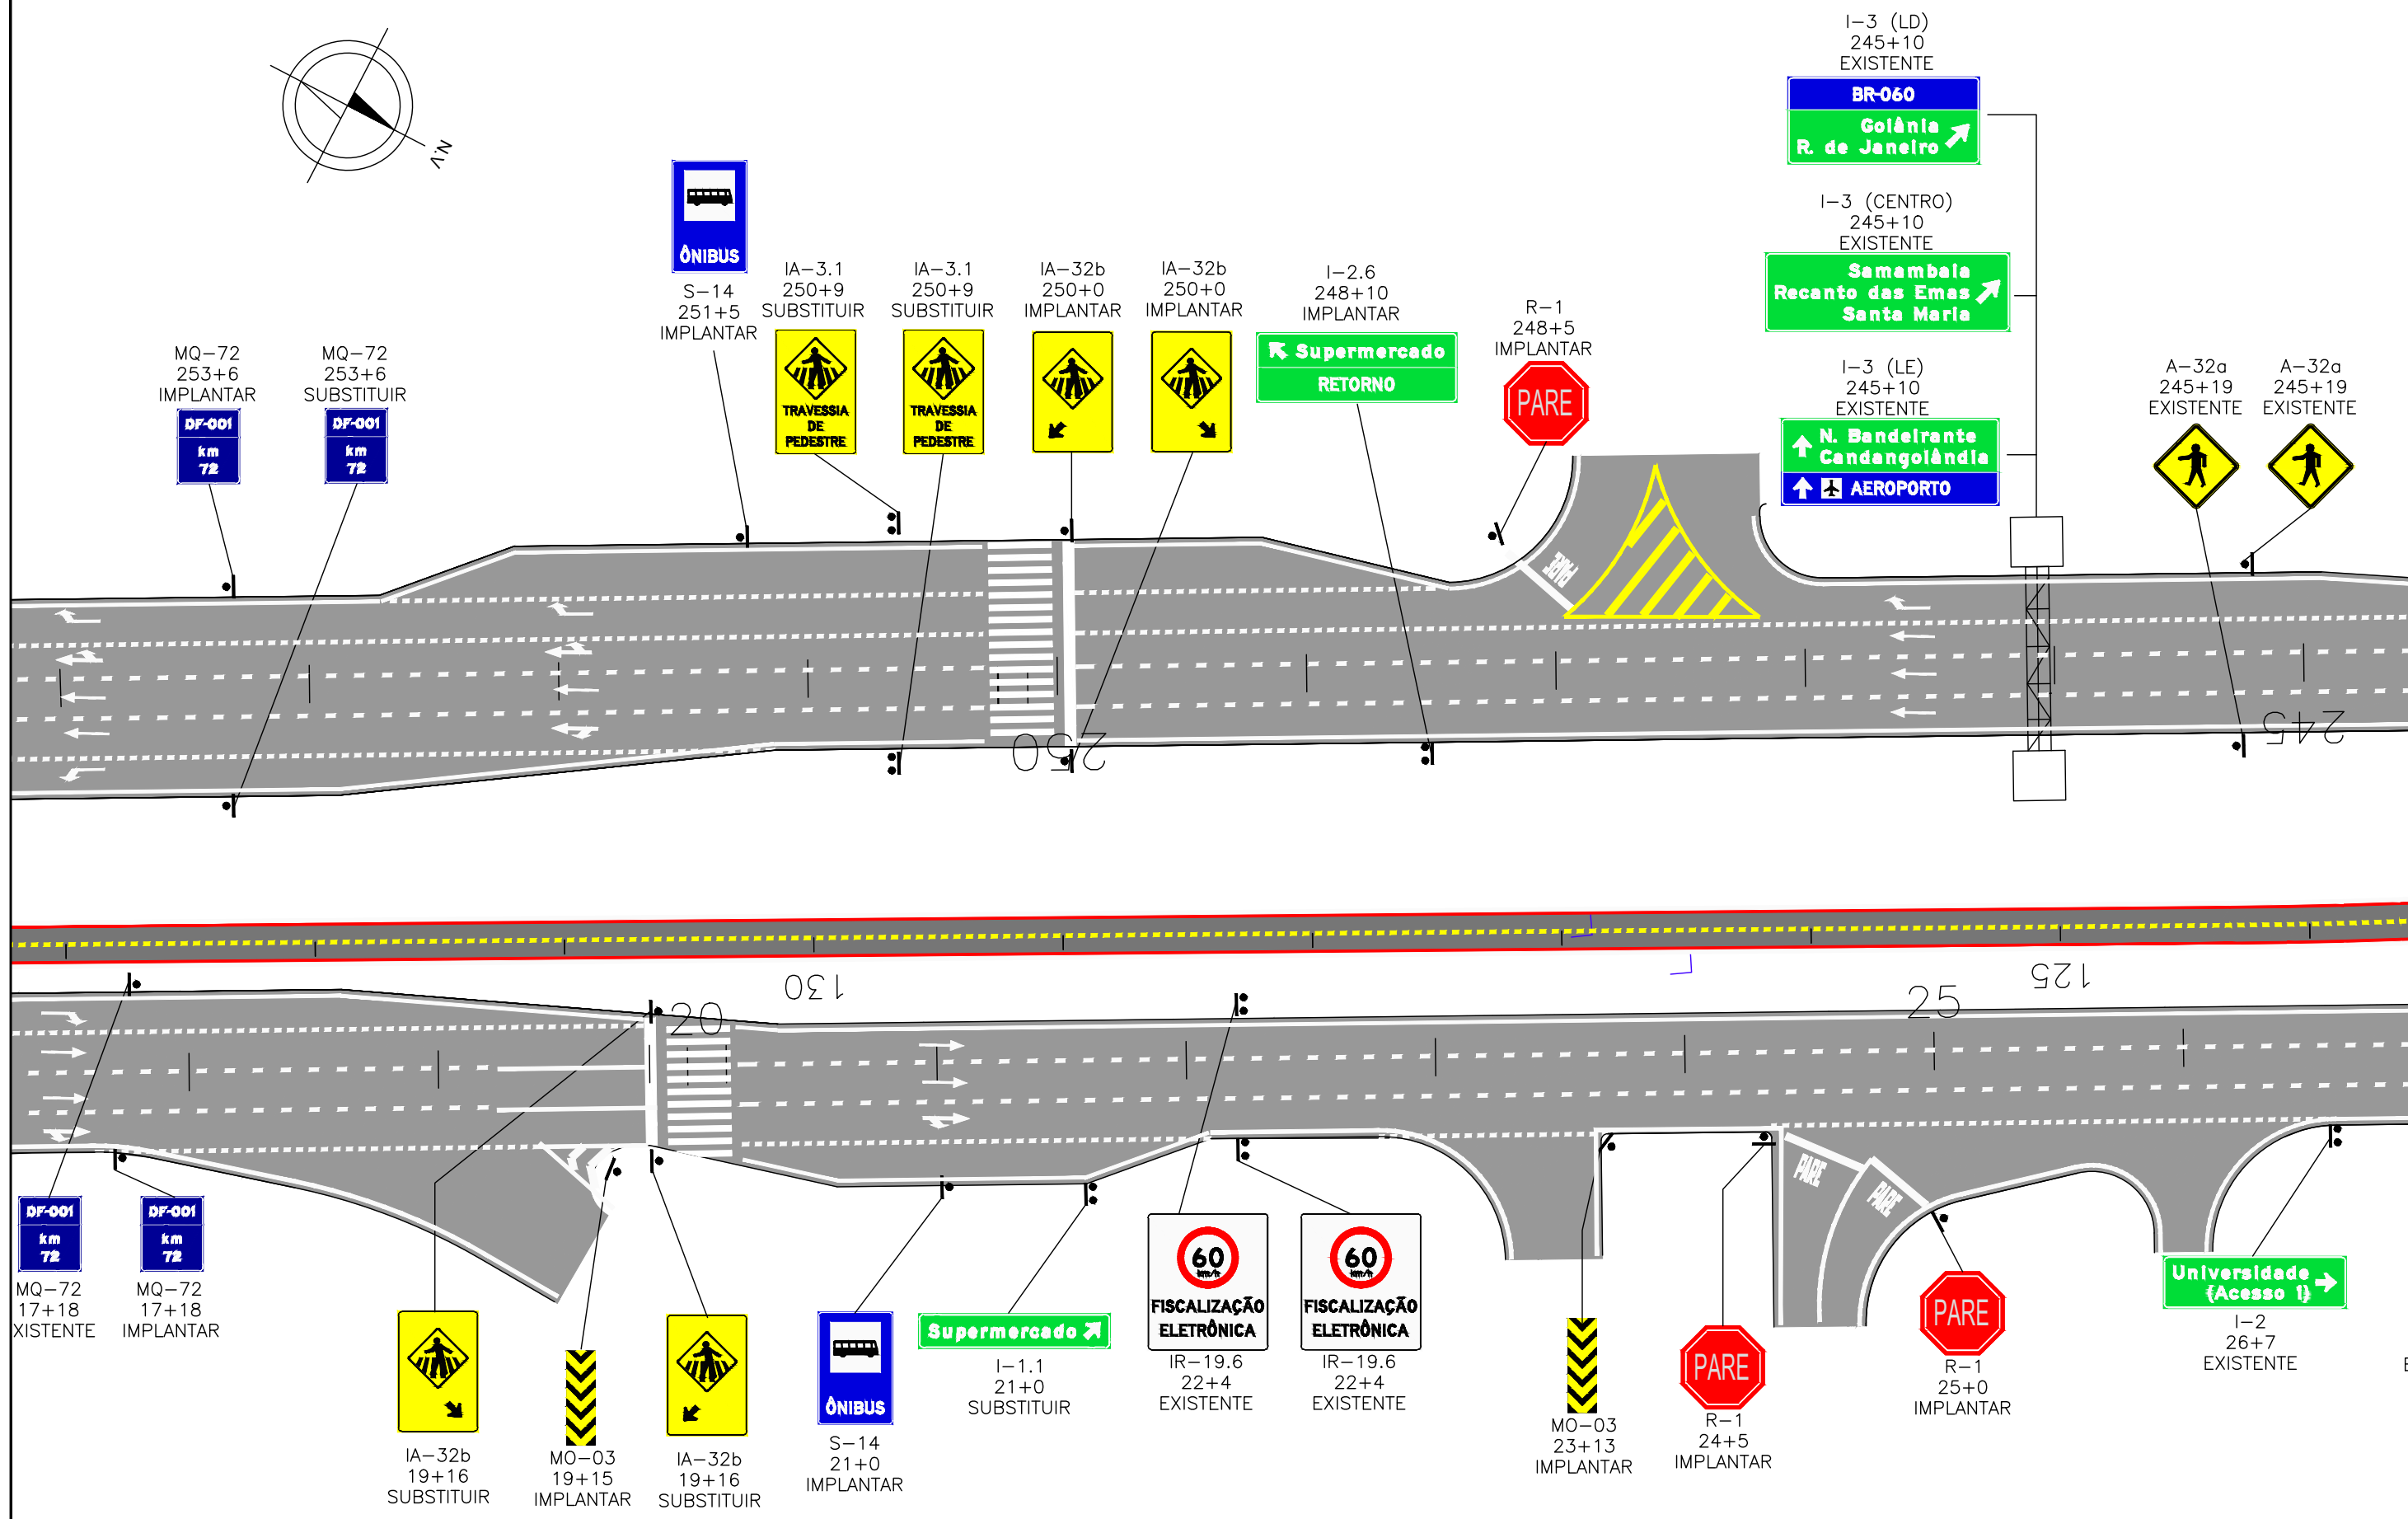 N.V
I-3 (LD)
245+10
EXISTENTE
BR-060
Goiânia
R. de Janeiro
I-3 (CENTRO)
245+10
EXISTENTE
Samambaia
Recanto das Emas
Santa Maria
I-3 (LE)
245+10
EXISTENTE
N. Bandeirante
Candangolândia
AEROPORTO
MQ-72
253+6
IMPLANTAR
DF-001
km
72
MQ-72
253+6
SUBSTITUIR
DF-001
km
72
ÔNIBUS
S-14
251+5
IMPLANTAR
IA-3.1
250+9
SUBSTITUIR
TRAVESSIA
DE
PEDESTRE
IA-3.1
250+9
SUBSTITUIR
TRAVESSIA
DE
PEDESTRE
IA-32b
250+0
IMPLANTAR
IA-32b
250+0
IMPLANTAR
I-2.6
248+10
IMPLANTAR
Supermercado
RETORNO
R-1
248+5
IMPLANTAR
PARE
A-32a
245+19
EXISTENTE
A-32a
245+19
EXISTENTE
PARE
250
245
130
125
20
25
PARE
PARE
DF-001
km
72
MQ-72
17+18
XISTENTE
DF-001
km
72
MQ-72
17+18
IMPLANTAR
IA-32b
19+16
SUBSTITUIR
MO-03
19+15
IMPLANTAR
IA-32b
19+16
SUBSTITUIR
ÔNIBUS
S-14
21+0
IMPLANTAR
Supermercado
I-1.1
21+0
SUBSTITUIR
60
km/h
FISCALIZAÇÃO
ELETRÔNICA
IR-19.6
22+4
EXISTENTE
60
km/h
FISCALIZAÇÃO
ELETRÔNICA
IR-19.6
22+4
EXISTENTE
MO-03
23+13
IMPLANTAR
PARE
R-1
24+5
IMPLANTAR
PARE
R-1
25+0
IMPLANTAR
Universidade
(Acesso 1)
I-2
26+7
EXISTENTE